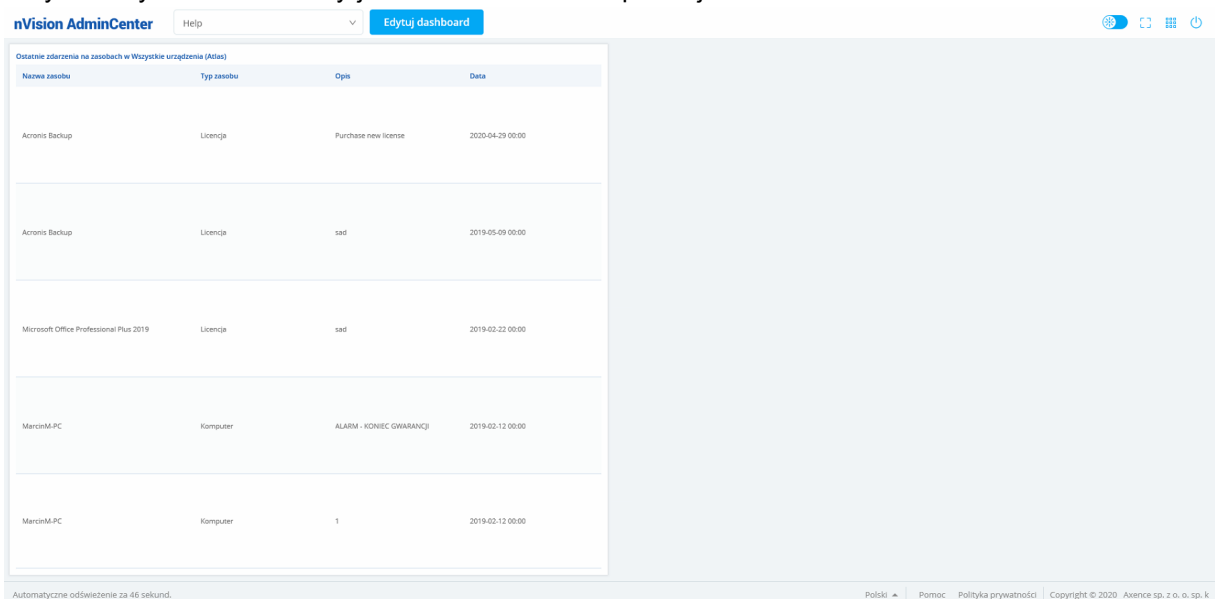 nVision AdminCenter Help Edytuj dashboard
Ostatnie zdarzenia na zasobach w Wszystkie urządzenia (Atlas)
Nazwa zasobu Typ zasobu Opis Data
Acronis Backup Licencja Purchase new license 2020-04-29 00:00
Acronis Backup Licencja sad 2019-05-09 00:00
Microsoft Office Professional Plus 2019 Licencja sad 2019-02-22 00:00
MarcinM-PC Komputer ALARM - KONIEC GWARANCJI 2019-02-12 00:00
MarcinM-PC Komputer 1 2019-02-12 00:00
Automatyczne odświeżenie za 46 sekund. Polski Pomoc Polityka prywatności Copyright © 2020 Axence sp. z o. o. sp. k